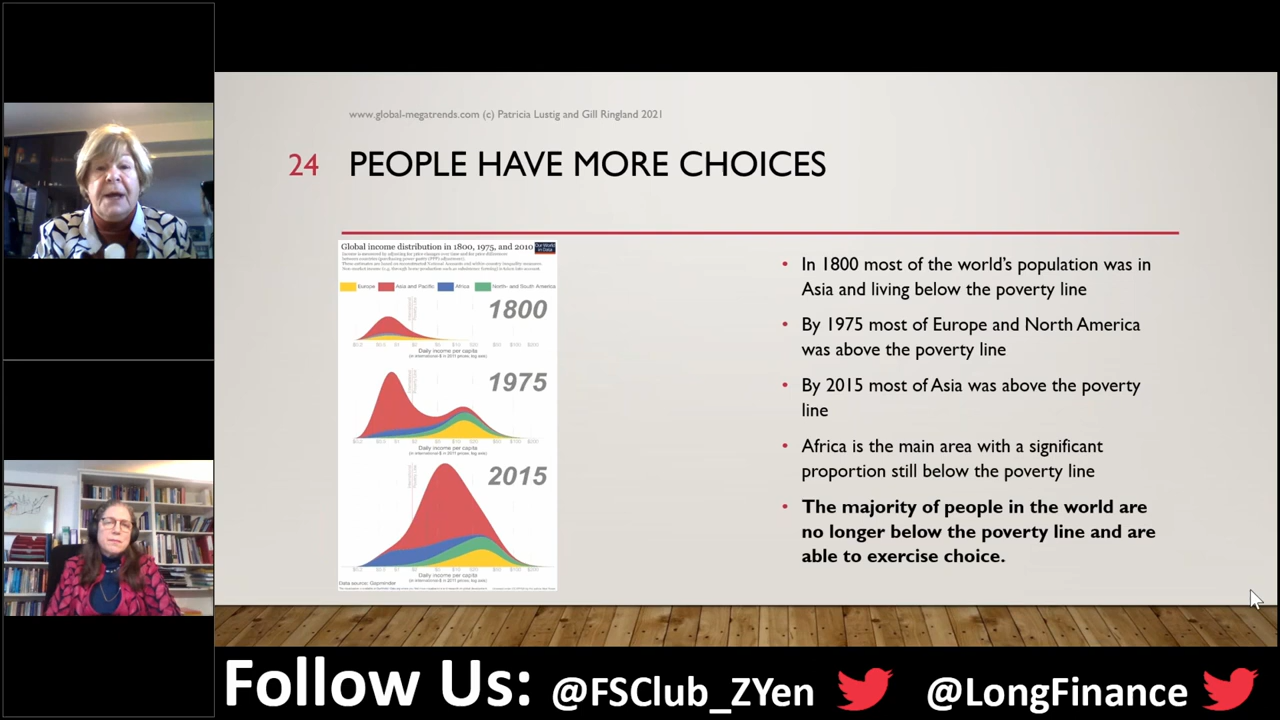 www.global-megatrends.com (c) Patricia Lustig and Gill Ringland 2021
24 PEOPLE HAVE MORE CHOICES
Global income distribution in 1800, 1975, and 2010
Our World
in Data
Europe Asia and Pacific Africa North- and South America
1800
Daily income per capita
(in international $ in 2011 prices, log axis)
1975
Daily income per capita
(in international $ in 2011 prices, log axis)
2015
Daily income per capita
(in international $ in 2011 prices, log axis)
Data source: Gapminder
• In 1800 most of the world's population was in
Asia and living below the poverty line
• By 1975 most of Europe and North America
was above the poverty line
• By 2015 most of Asia was above the poverty
line
• Africa is the main area with a significant
proportion still below the poverty line
• The majority of people in the world are
no longer below the poverty line and are
able to exercise choice.
Follow Us: @FSClub_ZYen @LongFinance